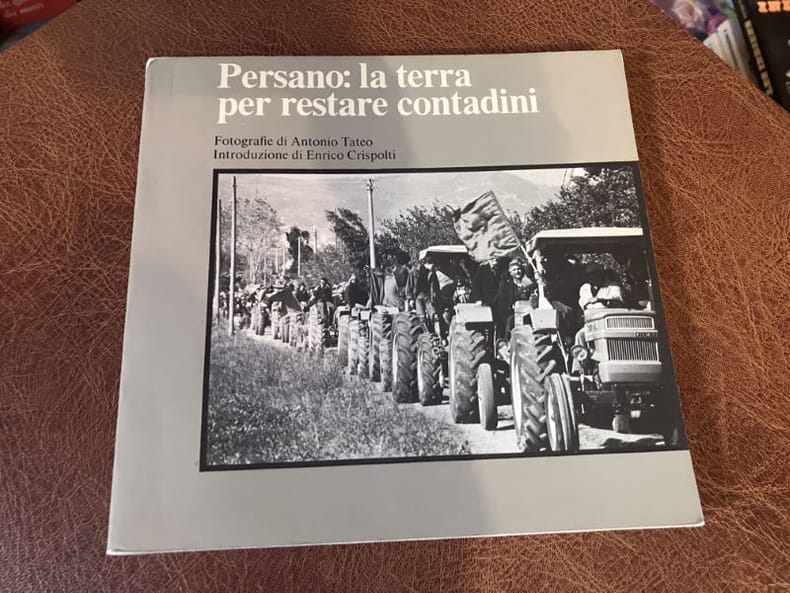 Persano: la terra
per restare contadini
Fotografie di Antonio Tateo
Introduzione di Enrico Crispolti